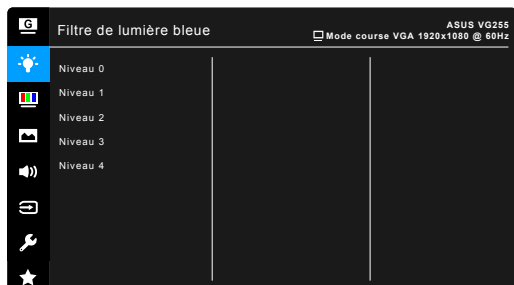 G
Filtre de lumière bleue
ASUS VG255
Mode course VGA 1920x1080 @ 60Hz
Niveau 0
Niveau 1
Niveau 2
Niveau 3
Niveau 4